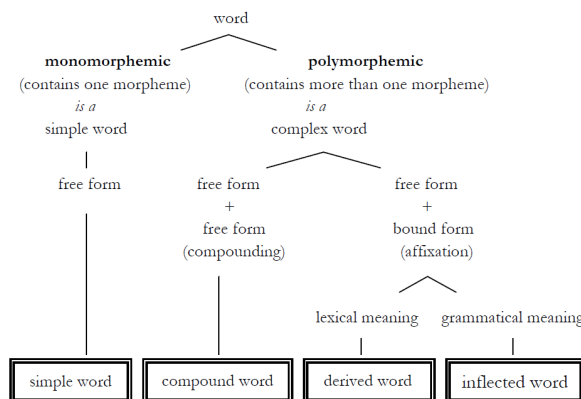 word
monomorphemic polymorphemic
(contains one morpheme) (contains more than one morpheme)
is a is a
simple word complex word
free form free form free form
+ +
free form bound form
(compounding) (affixation)
lexical meaning grammatical meaning
simple word compound word derived word inflected word